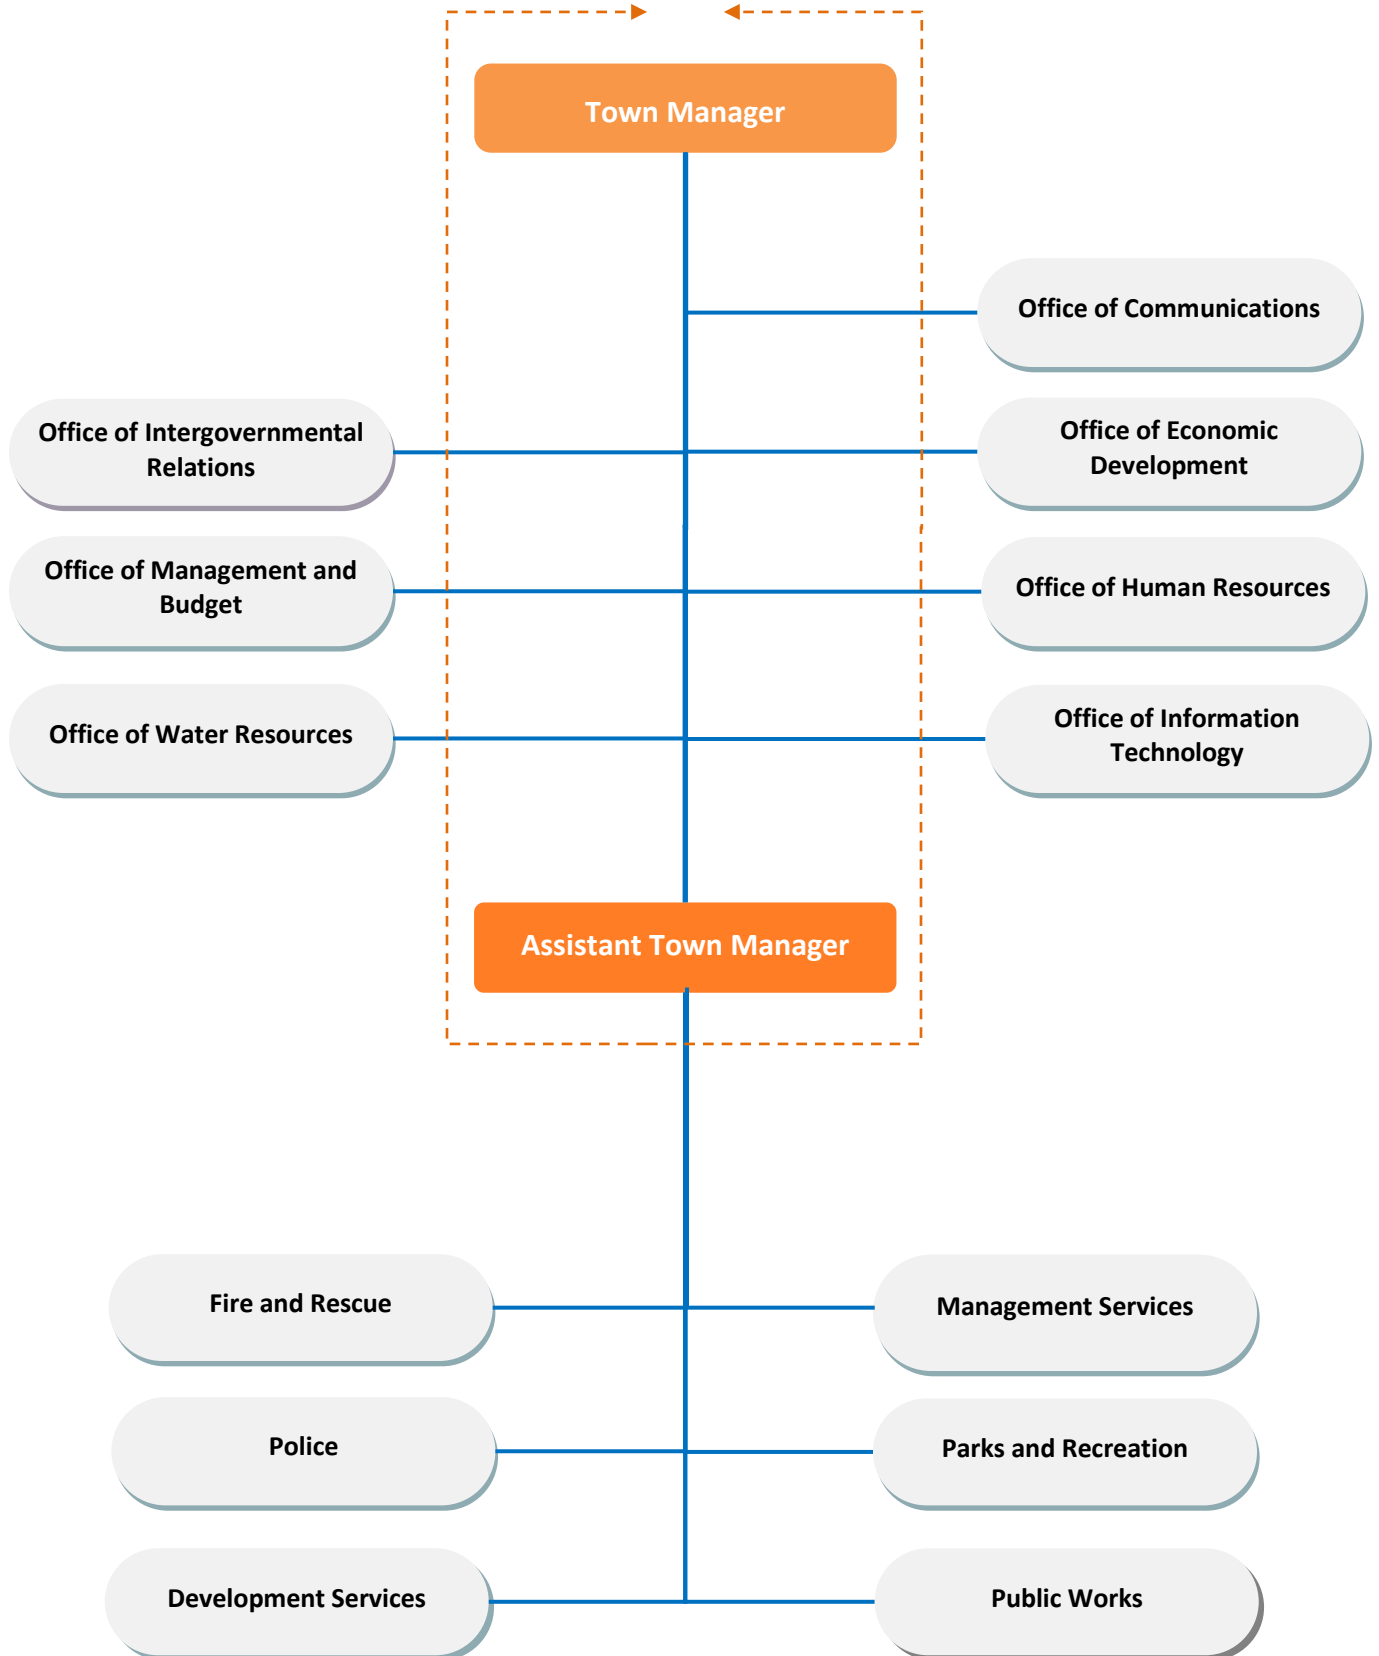 Town Manager
Office of Communications
Office of Intergovernmental
Relations
Office of Economic
Development
Office of Management and
Budget
Office of Human Resources
Office of Water Resources
Office of Information
Technology
Assistant Town Manager
Fire and Rescue
Management Services
Police
Parks and Recreation
Development Services
Public Works